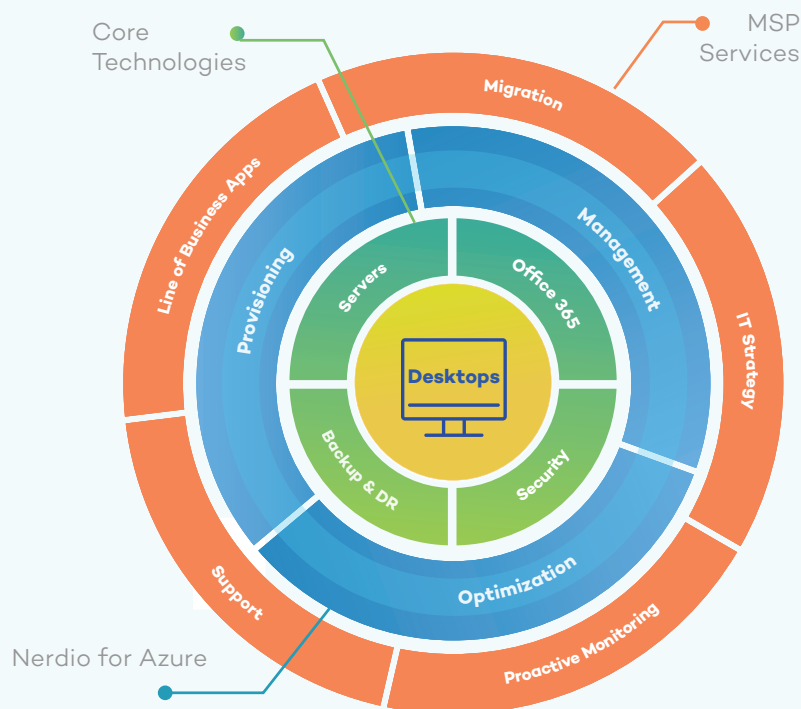 Core
Technologies
MSP
Services
Migration
Line of Business Apps
Provisioning
Management
Servers
Office 365
IT Strategy
Desktops
Backup & DR
Security
Optimization
Support
Proactive Monitoring
Nerdio for Azure